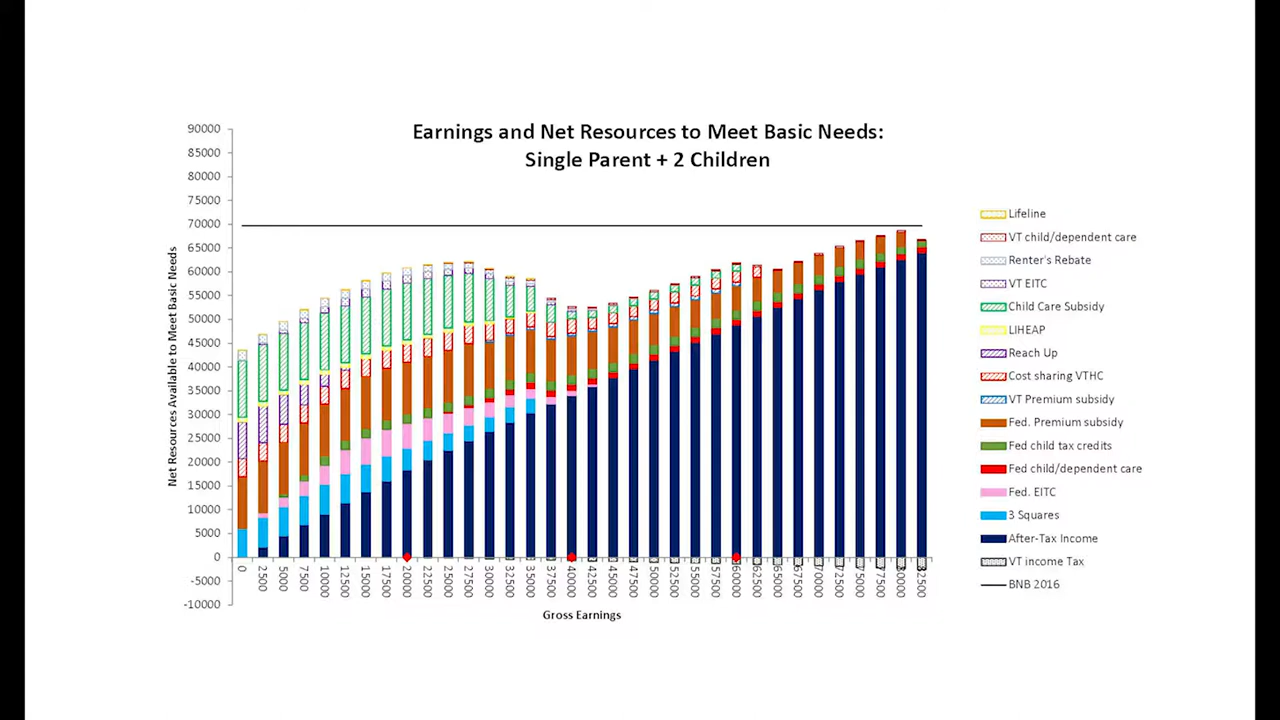 Earnings and Net Resources to Meet Basic Needs:
Single Parent + 2 Children
Net Resources Available to Meet Basic Needs
90000
85000
80000
75000
70000
65000
60000
55000
50000
45000
40000
35000
30000
25000
20000
15000
10000
5000
0
-5000
-10000
0
2500
5000
7500
10000
12500
15000
17500
20000
22500
25000
27500
30000
32500
35000
37500
40000
42500
45000
47500
50000
52500
55000
57500
60000
62500
65000
67500
70000
72500
75000
77500
80000
82500
Gross Earnings
Lifeline
VT child/dependent care
Renter's Rebate
VT EITC
Child Care Subsidy
LIHEAP
Reach Up
Cost sharing VTHC
VT Premium subsidy
Fed. Premium subsidy
Fed child tax credits
Fed child/dependent care
Fed. EITC
3 Squares
After-Tax Income
VT income Tax
BNB 2016